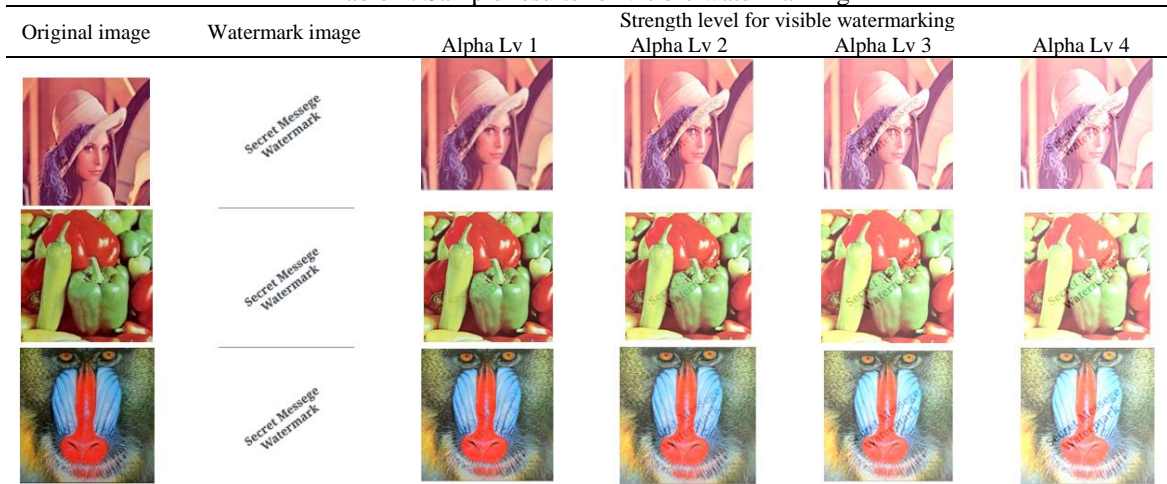 Original image Watermark image Strength level for visible watermarking
Alpha Lv 1 Alpha Lv 2 Alpha Lv 3 Alpha Lv 4
Secret Messege
Watermark
Secret Messege
Watermark
Secret Messege
Watermark